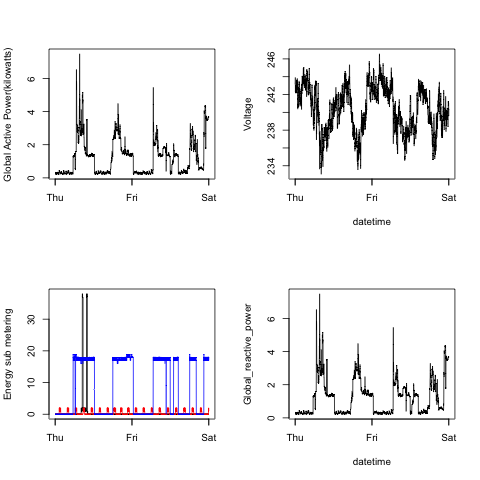 Global Active Power(kilowatts)
0 2 4 6
Thu Fri Sat
Voltage
234 238 242 246
Thu Fri Sat
datetime
Energy sub metering
0 10 20 30
Thu Fri Sat
Global_reactive_power
0 2 4 6
Thu Fri Sat
datetime